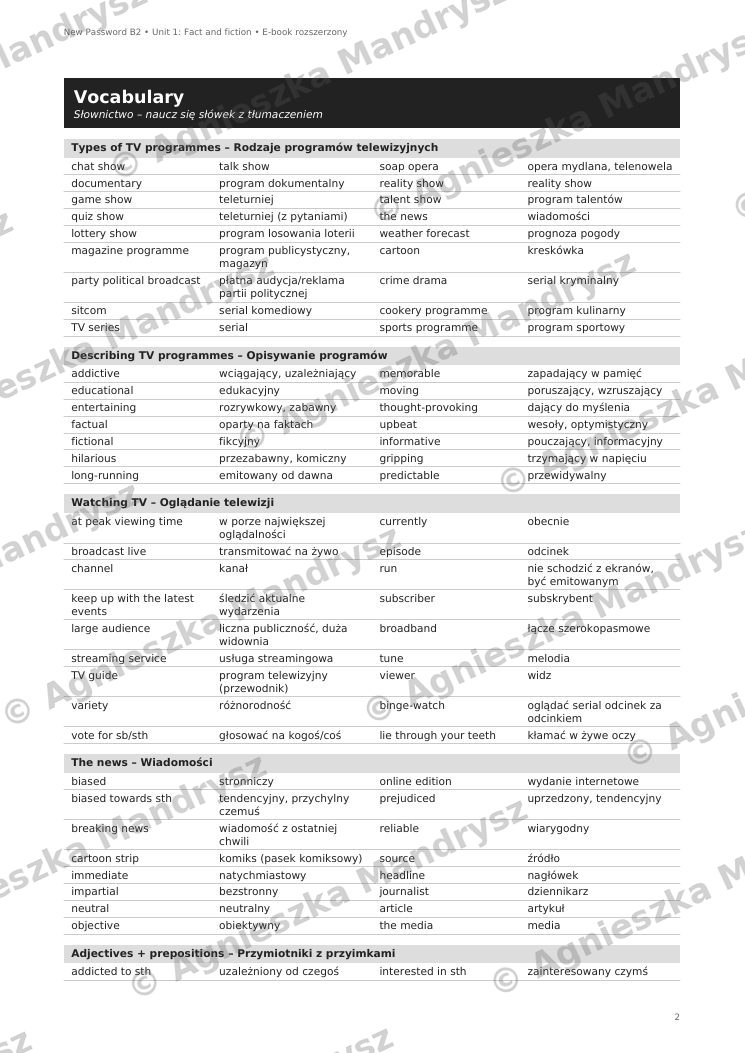 New Password B2 • Unit 1: Fact and fiction • E-book rozszerzony
Vocabulary
Słownictwo – naucz się słówek z tłumaczeniem
Types of TV programmes – Rodzaje programów telewizyjnych
chat show talk show soap opera opera mydlana, telenowela
documentary program dokumentalny reality show reality show
game show teleturniej talent show program talentów
quiz show teleturniej (z pytaniami) the news wiadomości
lottery show program losowania loterii weather forecast prognoza pogody
magazine programme program publicystyczny, cartoon kreskówka
magazyn
party political broadcast płatna audycja/reklama crime drama serial kryminalny
partii politycznej
sitcom serial komediowy cookery programme program kulinarny
TV series serial sports programme program sportowy
Describing TV programmes – Opisywanie programów
addictive wciągający, uzależniający memorable zapadający w pamięć
educational edukacyjny moving poruszający, wzruszający
entertaining rozrywkowy, zabawny thought-provoking dający do myślenia
factual oparty na faktach upbeat wesoły, optymistyczny
fictional fikcyjny informative pouczający, informacyjny
hilarious przezabawny, komiczny gripping trzymający w napięciu
long-running emitowany od dawna predictable przewidywalny
Watching TV – Oglądanie telewizji
at peak viewing time w porze największej currently obecnie
oglądalności
broadcast live transmitować na żywo episode odcinek
channel kanał run nie schodzić z ekranów,
być emitowanym
keep up with the latest śledzić aktualne subscriber subskrybent
events wydarzenia
large audience liczna publiczność, duża broadband łącze szerokopasmowe
widownia
streaming service usługa streamingowa tune melodia
TV guide program telewizyjny viewer widz
(przewodnik)
variety różnorodność binge-watch oglądać serial odcinek za
odcinkiem
vote for sb/sth głosować na kogoś/coś lie through your teeth kłamać w żywe oczy
The news – Wiadomości
biased stronniczy online edition wydanie internetowe
biased towards sth tendencyjny, przychylny prejudiced uprzedzony, tendencyjny
czemuś
breaking news wiadomość z ostatniej reliable wiarygodny
chwili
cartoon strip komiks (pasek komiksowy) source źródło
immediate natychmiastowy headline nagłówek
impartial bezstronny journalist dziennikarz
neutral neutralny article artykuł
objective obiektywny the media media
Adjectives + prepositions – Przymiotniki z przyimkami
addicted to sth uzależniony od czegoś interested in sth zainteresowany czymś
2
© Agnieszka Mandrysz